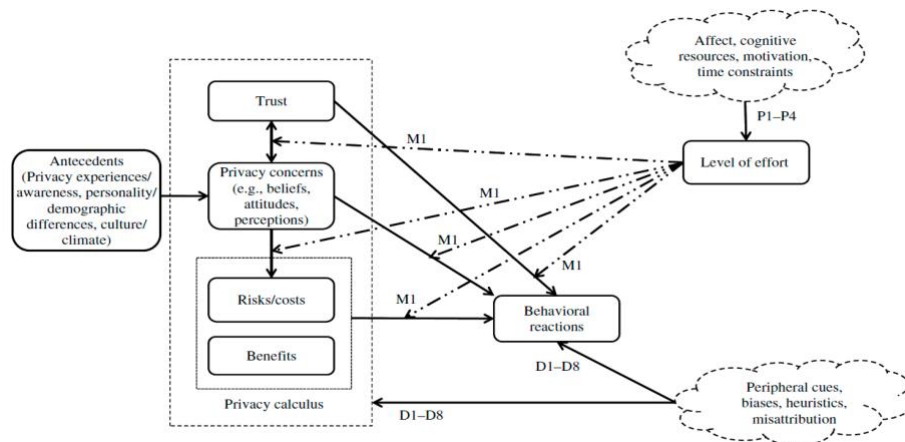 Affect, cognitive
resources, motivation,
time constraints
P1–P4
Level of effort
Trust
M1
Antecedents
(Privacy experiences/
awareness, personality/
demographic
differences, culture/
climate)
Privacy concerns
(e.g., beliefs,
attitudes,
perceptions)
M1
M1
M1
M1
Risks/costs
Benefits
Privacy calculus
Behavioral
reactions
D1–D8
D1–D8
Peripheral cues,
biases, heuristics,
misattribution